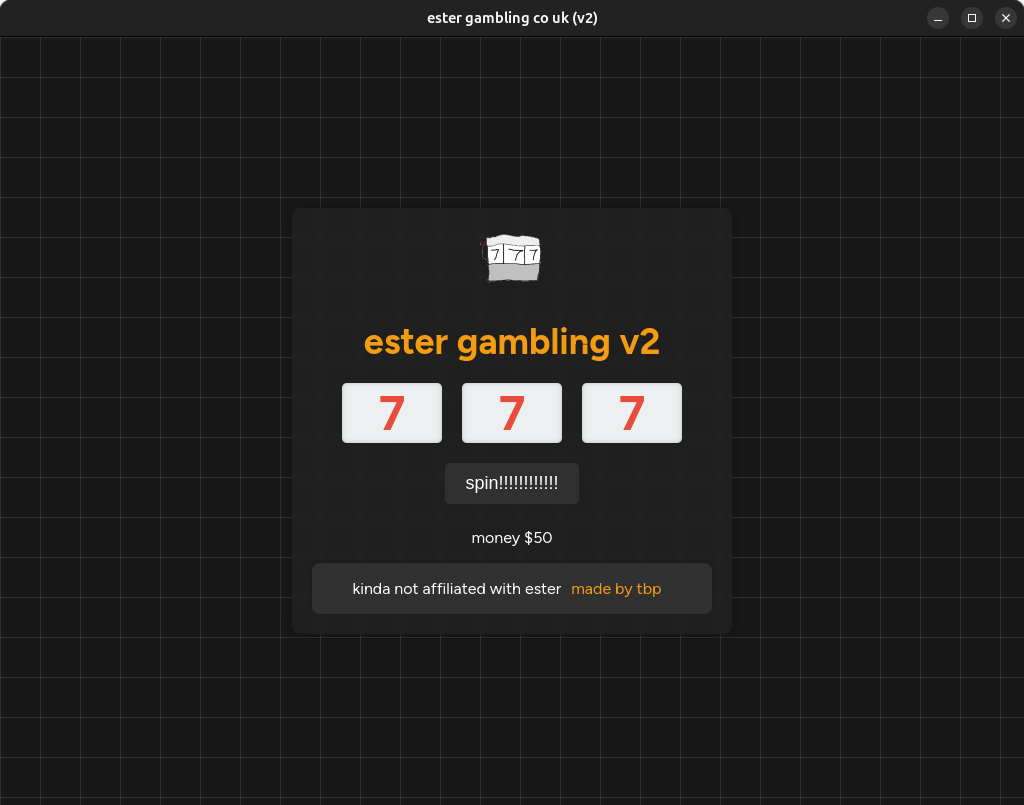 ester gambling co uk (v2)
7 7 7
ester gambling v2
7 7 7
spin!!!!!!!!!!!!
money $50
kinda not affiliated with ester made by tbp